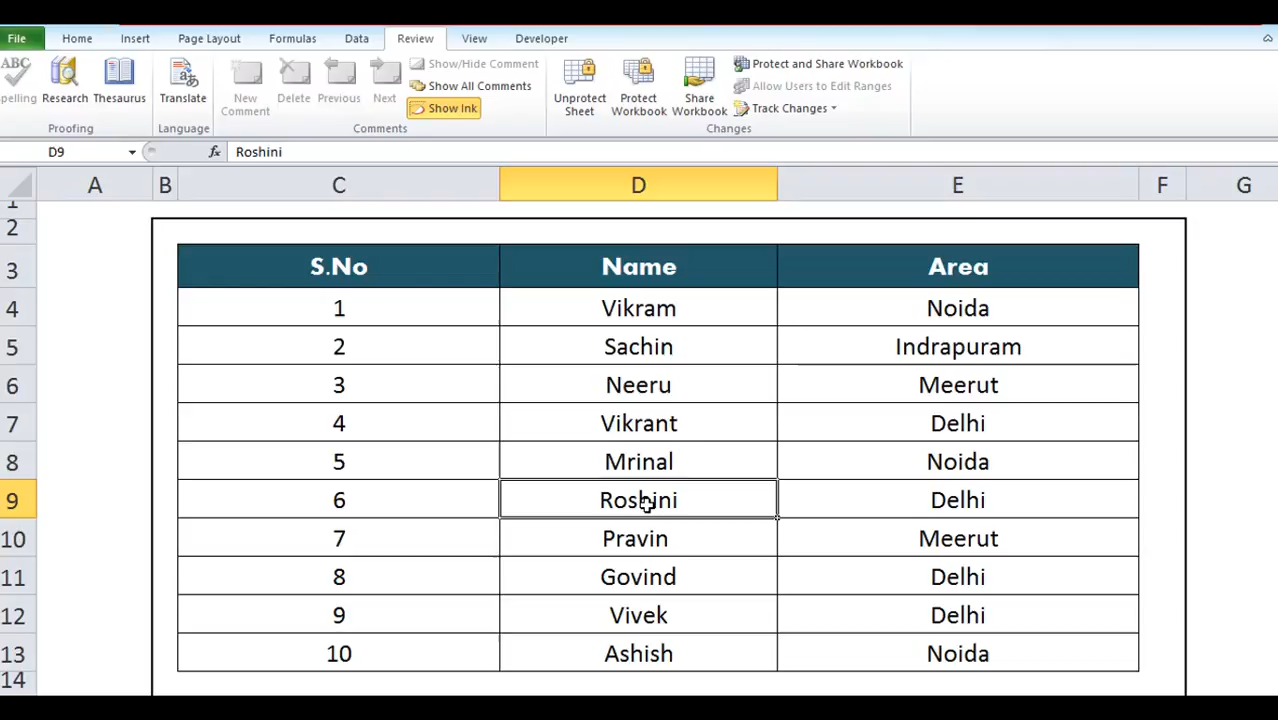 File Home Insert Page Layout Formulas Data Review View Developer
ABC
Spelling Research Thesaurus
Proofing
Translate
Language
New Comment
Delete Previous Next
Show/Hide Comment
Show All Comments
Show Ink
Comments
Unprotect Sheet
Protect Workbook
Share Workbook
Protect and Share Workbook
Allow Users to Edit Ranges
Track Changes
Changes
D9 fx Roshini
A B C D E F G
1
2
3 S.No Name Area
4 1 Vikram Noida
5 2 Sachin Indrapuram
6 3 Neeru Meerut
7 4 Vikrant Delhi
8 5 Mrinal Noida
9 6 Roshini Delhi
10 7 Pravin Meerut
11 8 Govind Delhi
12 9 Vivek Delhi
13 10 Ashish Noida
14